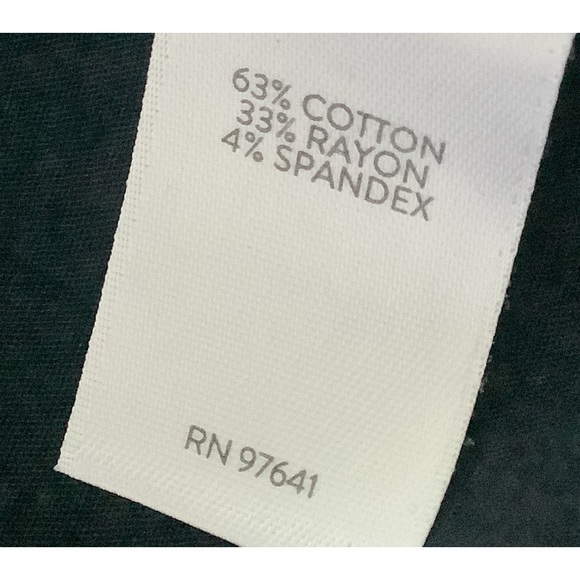 63% COTTON
33% RAYON
4% SPANDEX
RN 97641